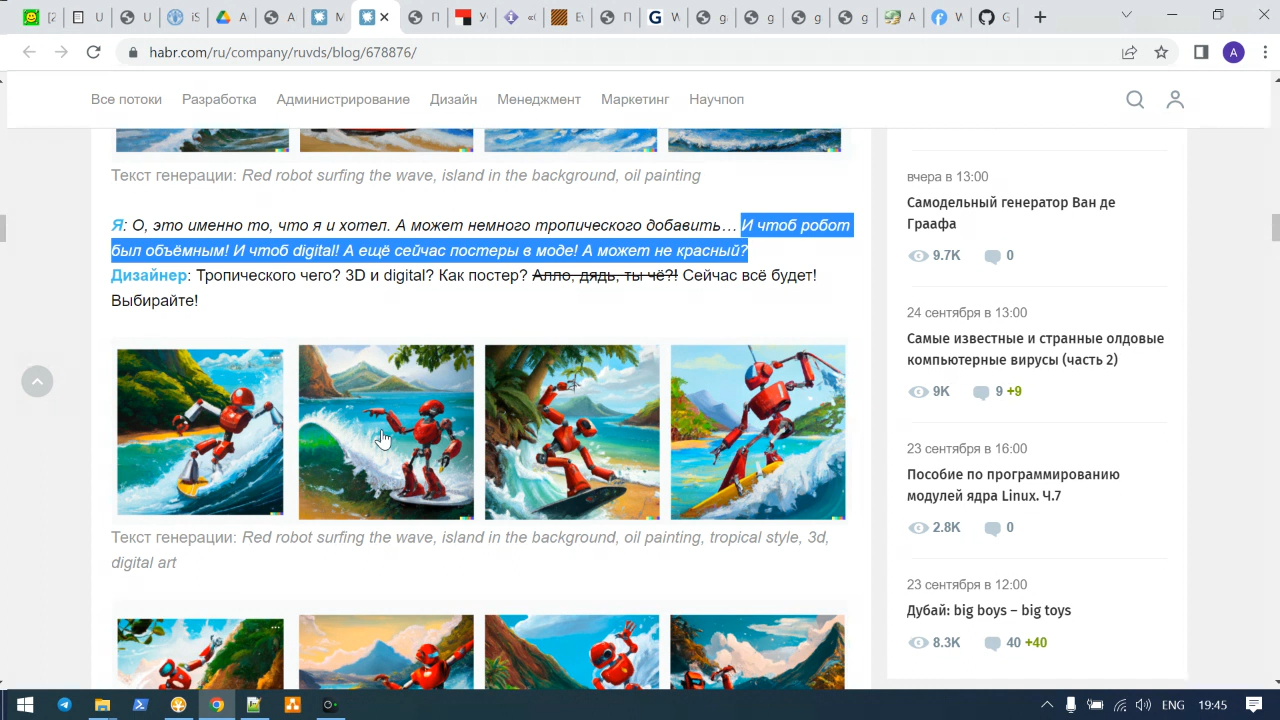 [2
U
iS
A
M
П
У
i
Ev
П
G
W
g
g
g
A
W
G
habr.com/ru/company/ruvds/blog/678876/
A
Все потоки
Разработка
Администрирование
Дизайн
Менеджмент
Маркетинг
Научпоп
Текст генерации: Red robot surfing the wave, island in the background, oil painting
Я: О, это именно то, что я и хотел. А может немного тропического добавить… И чтоб робот
был объёмным! И чтоб digital! А ещё сейчас постеры в моде! А может не красный?
Дизайнер: Тропического чего? 3D и digital? Как постер? Алло, дядь, ты чё?! Сейчас всё будет!
Выбирайте!
Текст генерации: Red robot surfing the wave, island in the background, oil painting, tropical style, 3d,
digital art
вчера в 13:00
Самодельный генератор Ван де
Граафа
9.7K 0
24 сентября в 13:00
Самые известные и странные олдовые
компьютерные вирусы (часть 2)
9K 9 +9
23 сентября в 16:00
Пособие по программированию
модулей ядра Linux. Ч.7
2.8K 0
23 сентября в 12:00
Дубай: big boys – big toys
8.3K 40 +40
ENG 19:45